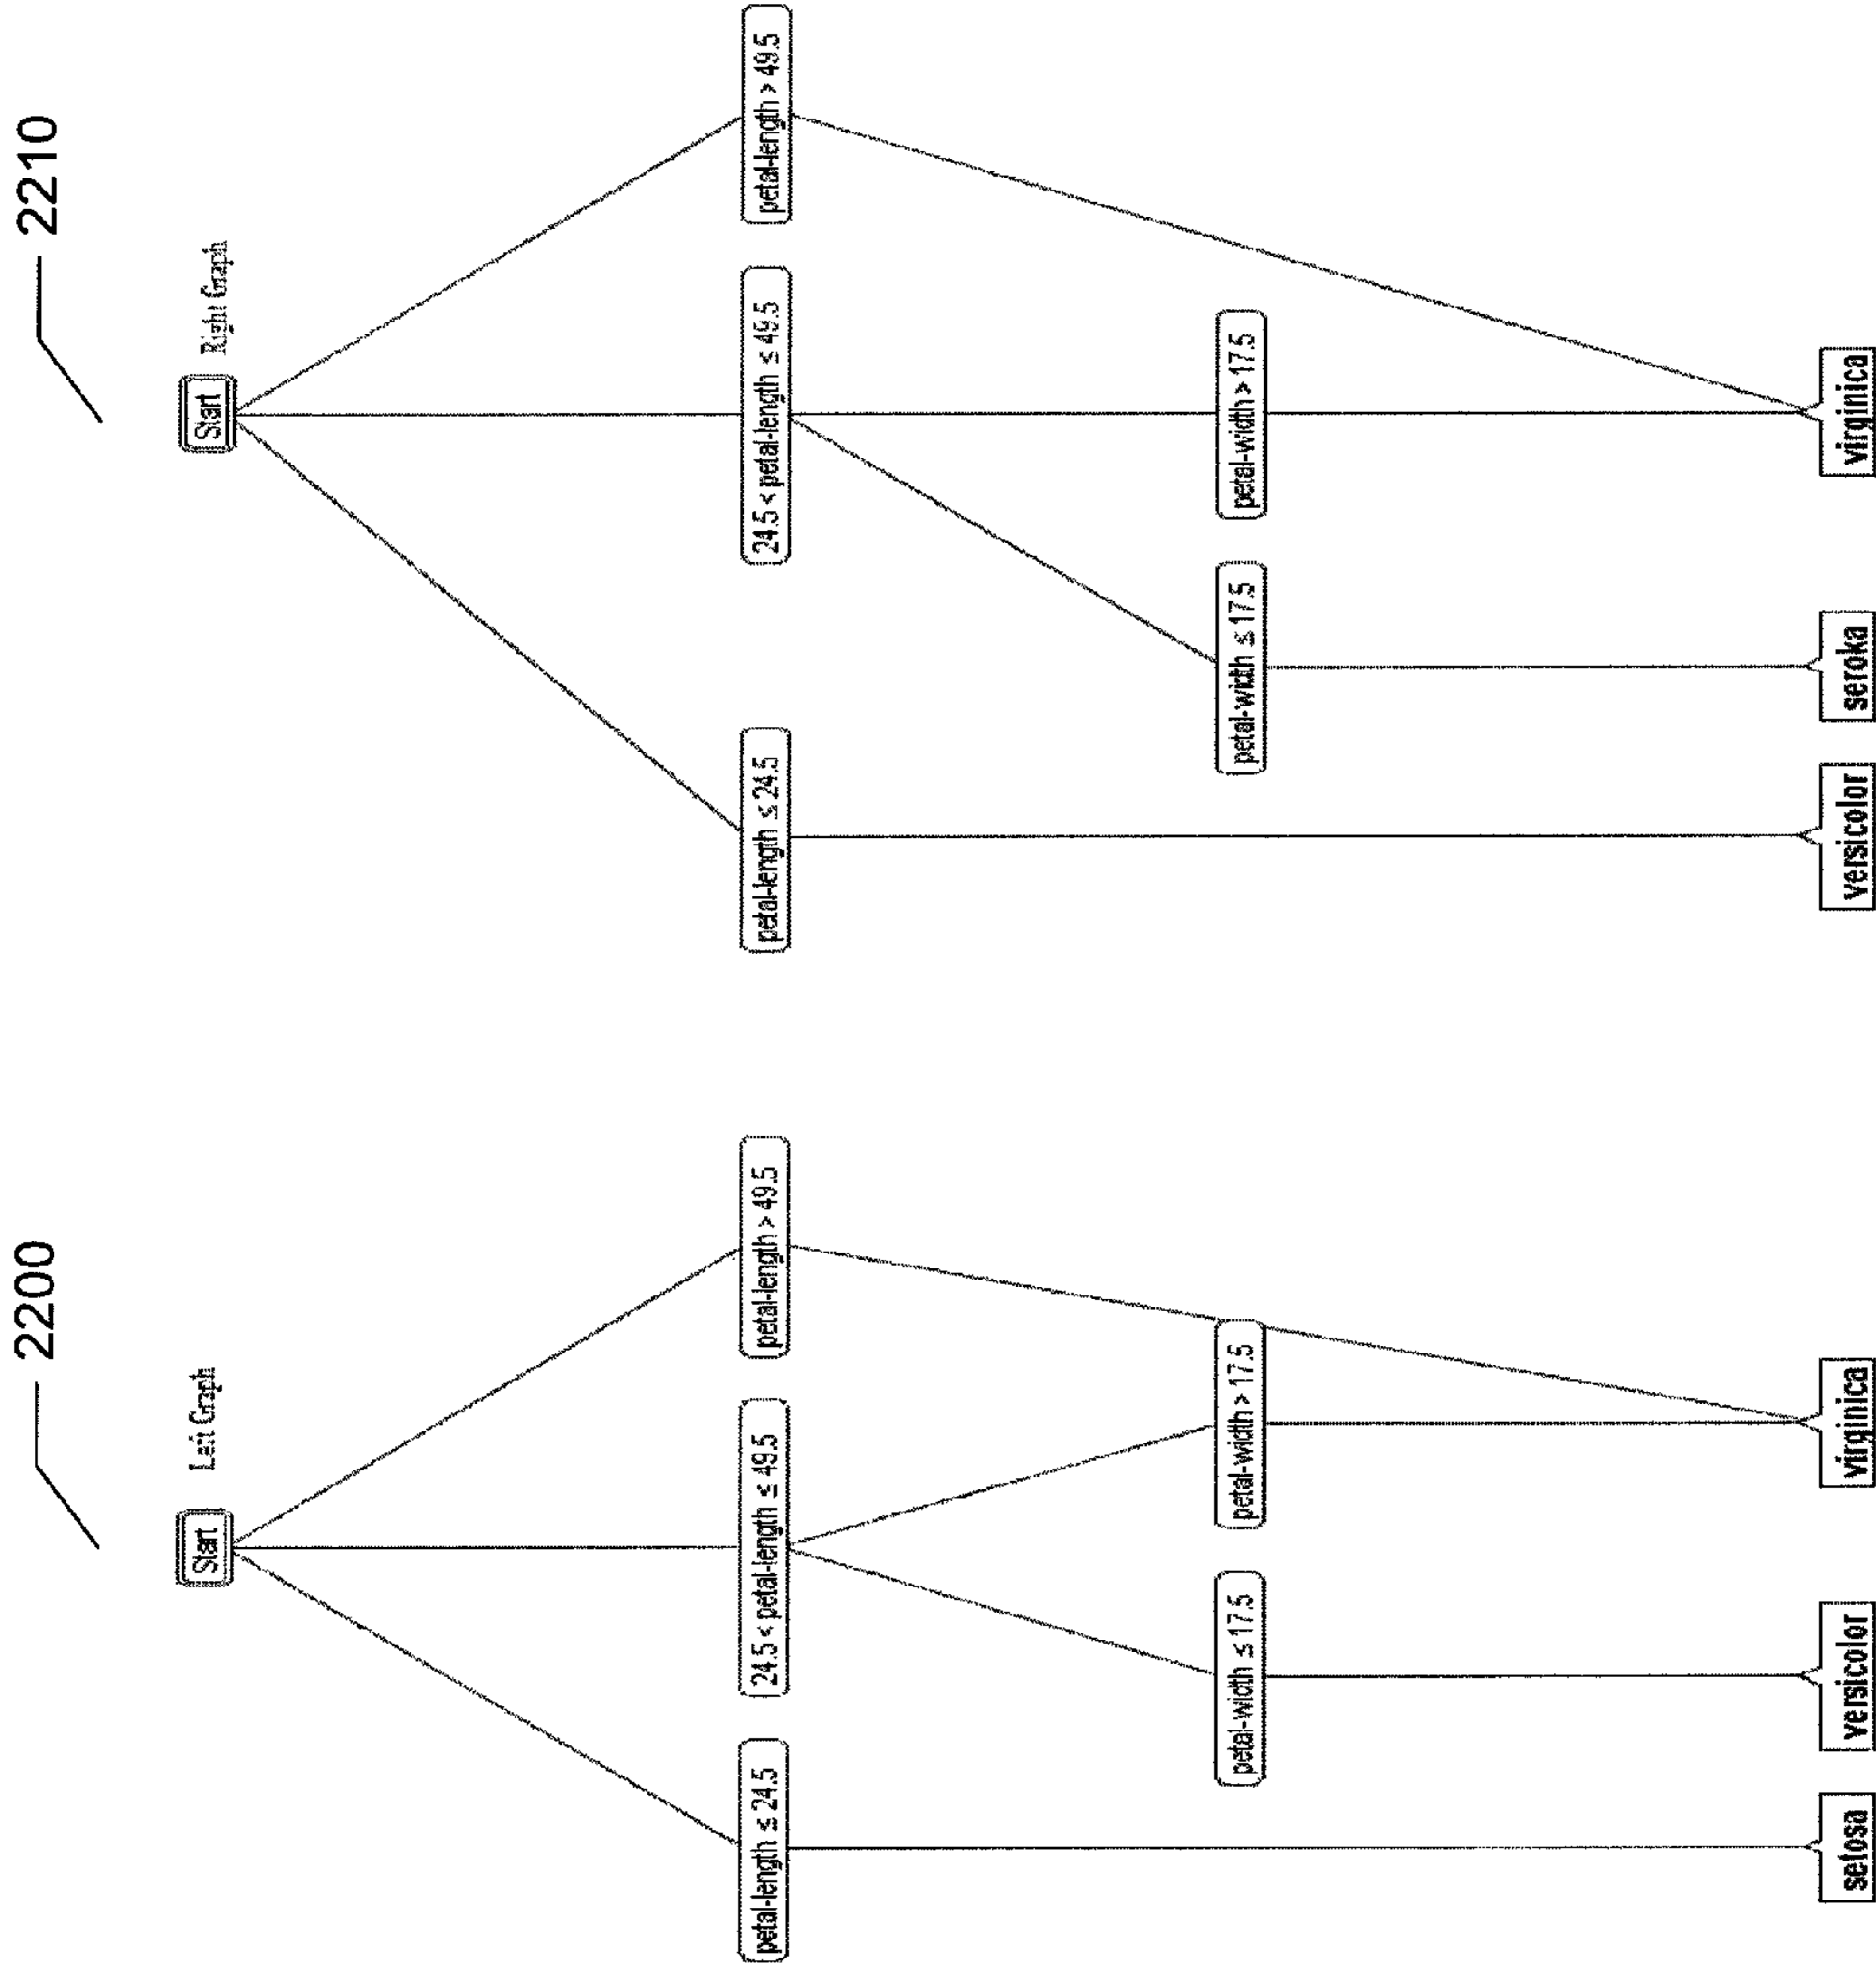 2200
Left Graph
Start
petal-length ≤ 24.5
24.5 < petal-length ≤ 49.5
petal-length > 49.5
petal-width ≤ 17.5
petal-width > 17.5
setosa
versicolor
virginica
2210
Right Graph
Start
petal-length ≤ 24.5
24.5 < petal-length ≤ 49.5
petal-length > 49.5
petal-width ≤ 17.5
petal-width > 17.5
versicolor
seroka
virginica